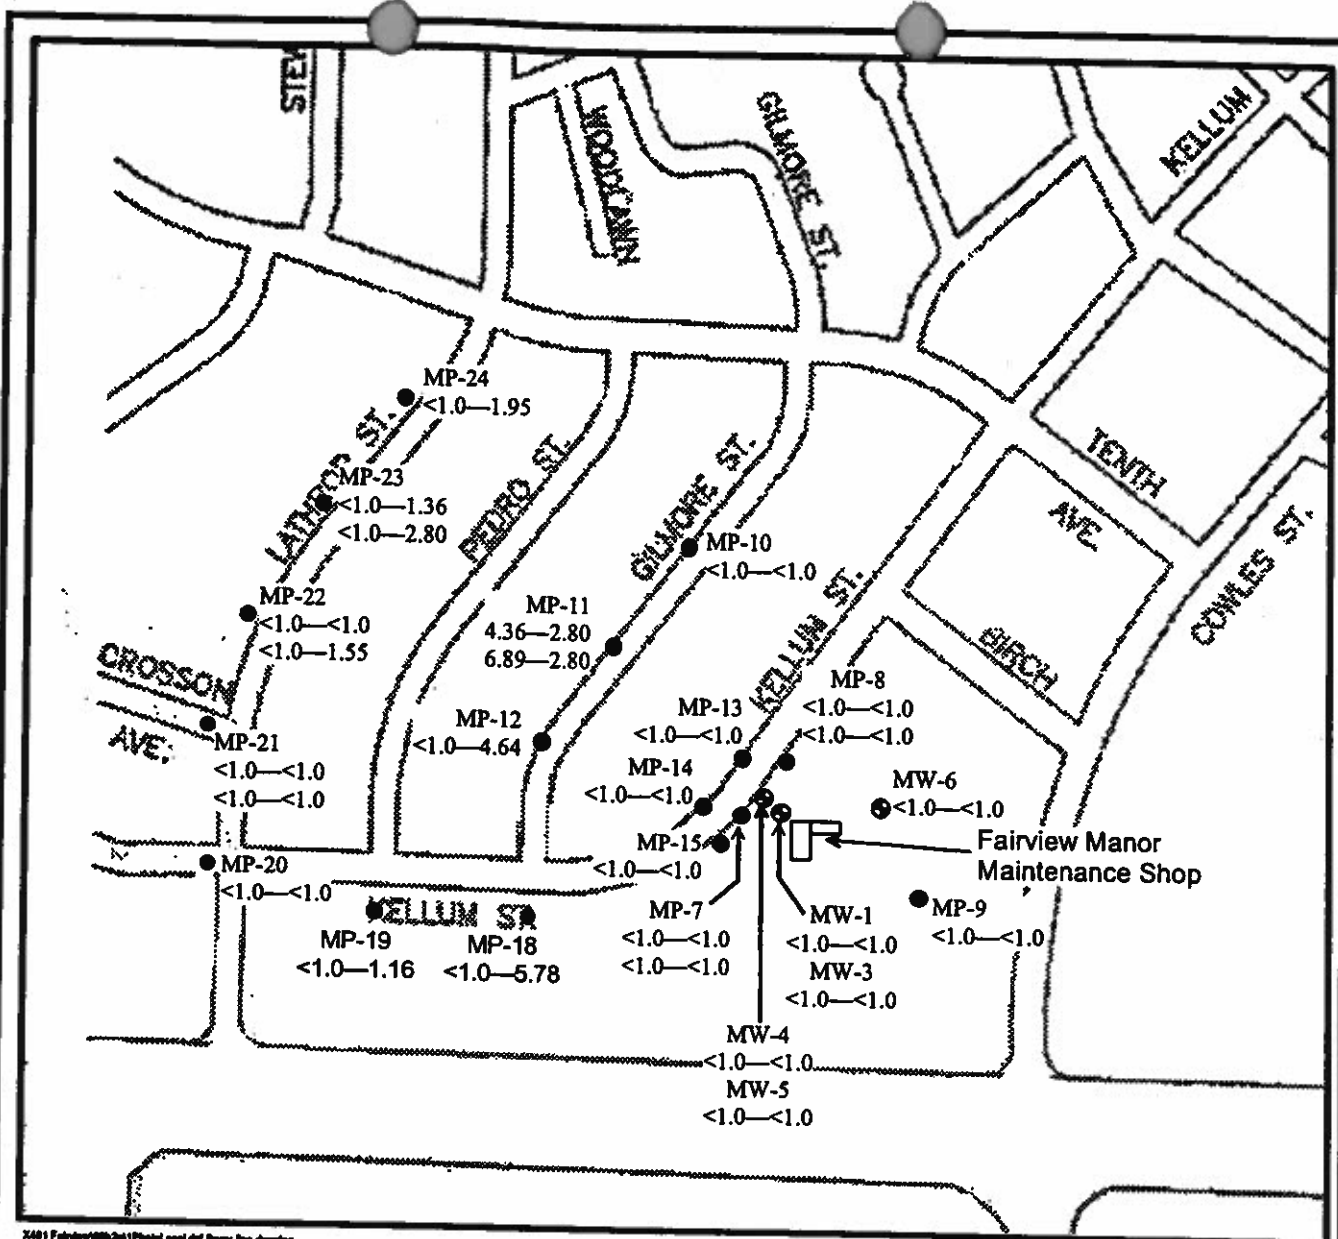 STEW
WOODLAWN
GILMORE ST.
KELLUM
MP-24
<1.0—1.95
LATHROP ST.
MP-23
<1.0—1.36
<1.0—2.80
PEDRO ST.
GILMORE ST.
TENTH
AVE.
COWLES ST.
MP-10
<1.0—<1.0
MP-22
<1.0—<1.0
<1.0—1.55
MP-11
4.36—2.80
6.89—2.80
KELLUM ST.
BIRCH
CROSSON
AVE.
MP-21
<1.0—<1.0
<1.0—<1.0
MP-12
<1.0—4.64
MP-13
<1.0—<1.0
MP-8
<1.0—<1.0
<1.0—<1.0
MP-14
<1.0—<1.0
MW-6
<1.0—<1.0
Fairview Manor
Maintenance Shop
MP-15
<1.0—<1.0
MP-20
<1.0—<1.0
KELLUM ST.
MP-19
<1.0—1.16
MP-18
<1.0—5.78
MP-7
<1.0—<1.0
<1.0—<1.0
MW-1
<1.0—<1.0
MW-3
<1.0—<1.0
MP-9
<1.0—<1.0
MW-4
<1.0—<1.0
MW-5
<1.0—<1.0